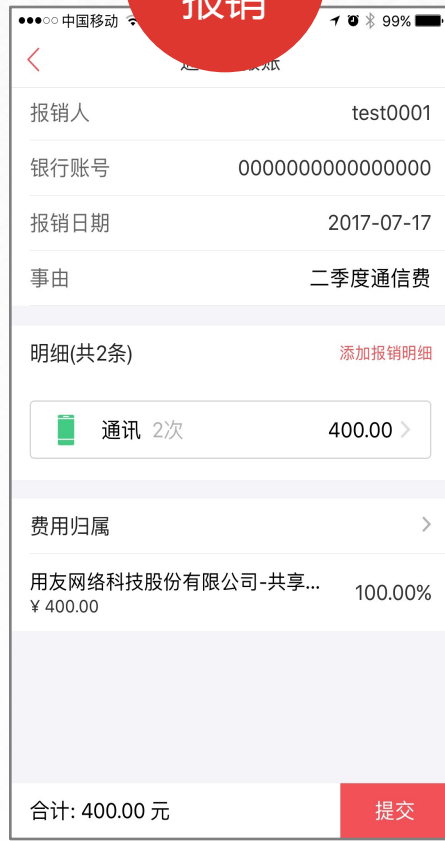 报销
中国移动 99%
报销人 test0001
银行账号 0000000000000000
报销日期 2017-07-17
事由 二季度通信费
明细(共2条) 添加报销明细
通讯 2次 400.00
费用归属
用友网络科技股份有限公司-共享... 100.00%
¥ 400.00
合计: 400.00 元 提交